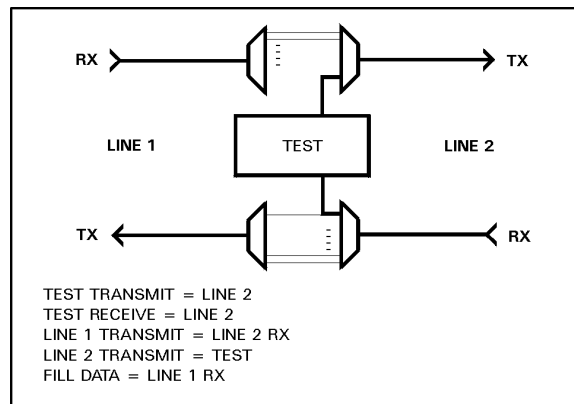 RX
TX
LINE 1
TEST
LINE 2
TX
RX
TEST TRANSMIT = LINE 2
TEST RECEIVE = LINE 2
LINE 1 TRANSMIT = LINE 2 RX
LINE 2 TRANSMIT = TEST
FILL DATA = LINE 1 RX